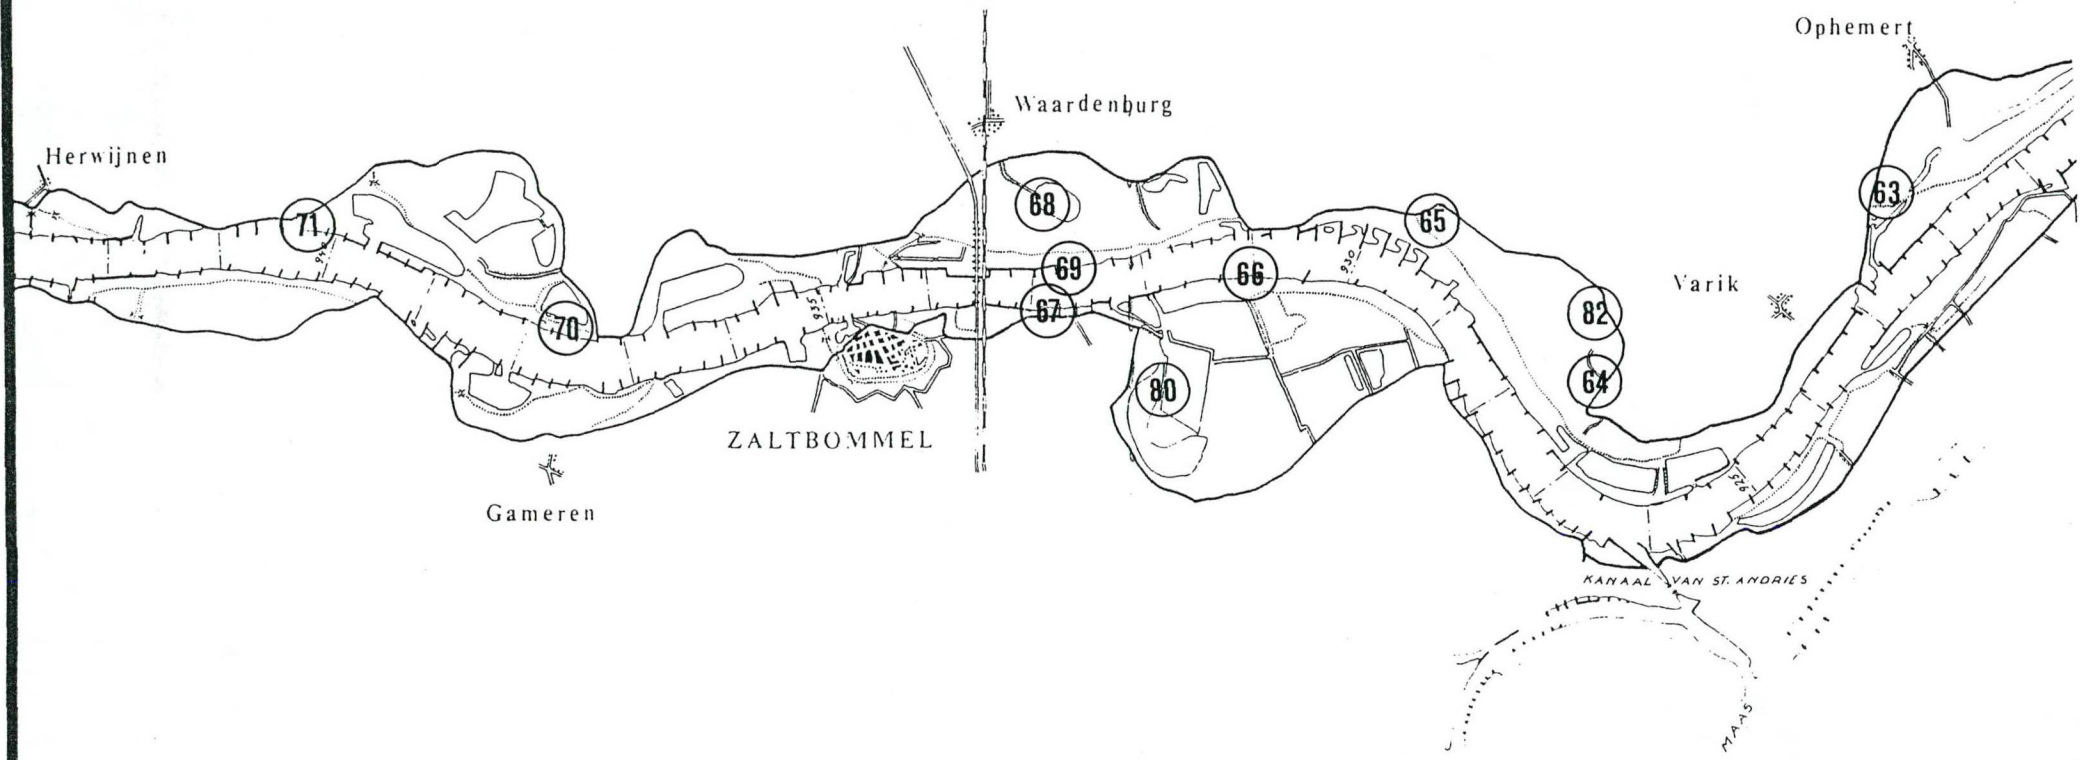 Ophemert
Waardenburg
Herwijnen
63
68
65
71
69
66
930
Varik
82
67
935
70
64
80
ZALTBOMMEL
925
Gameren
KANAAL VAN ST. ANDRIES
MAAS